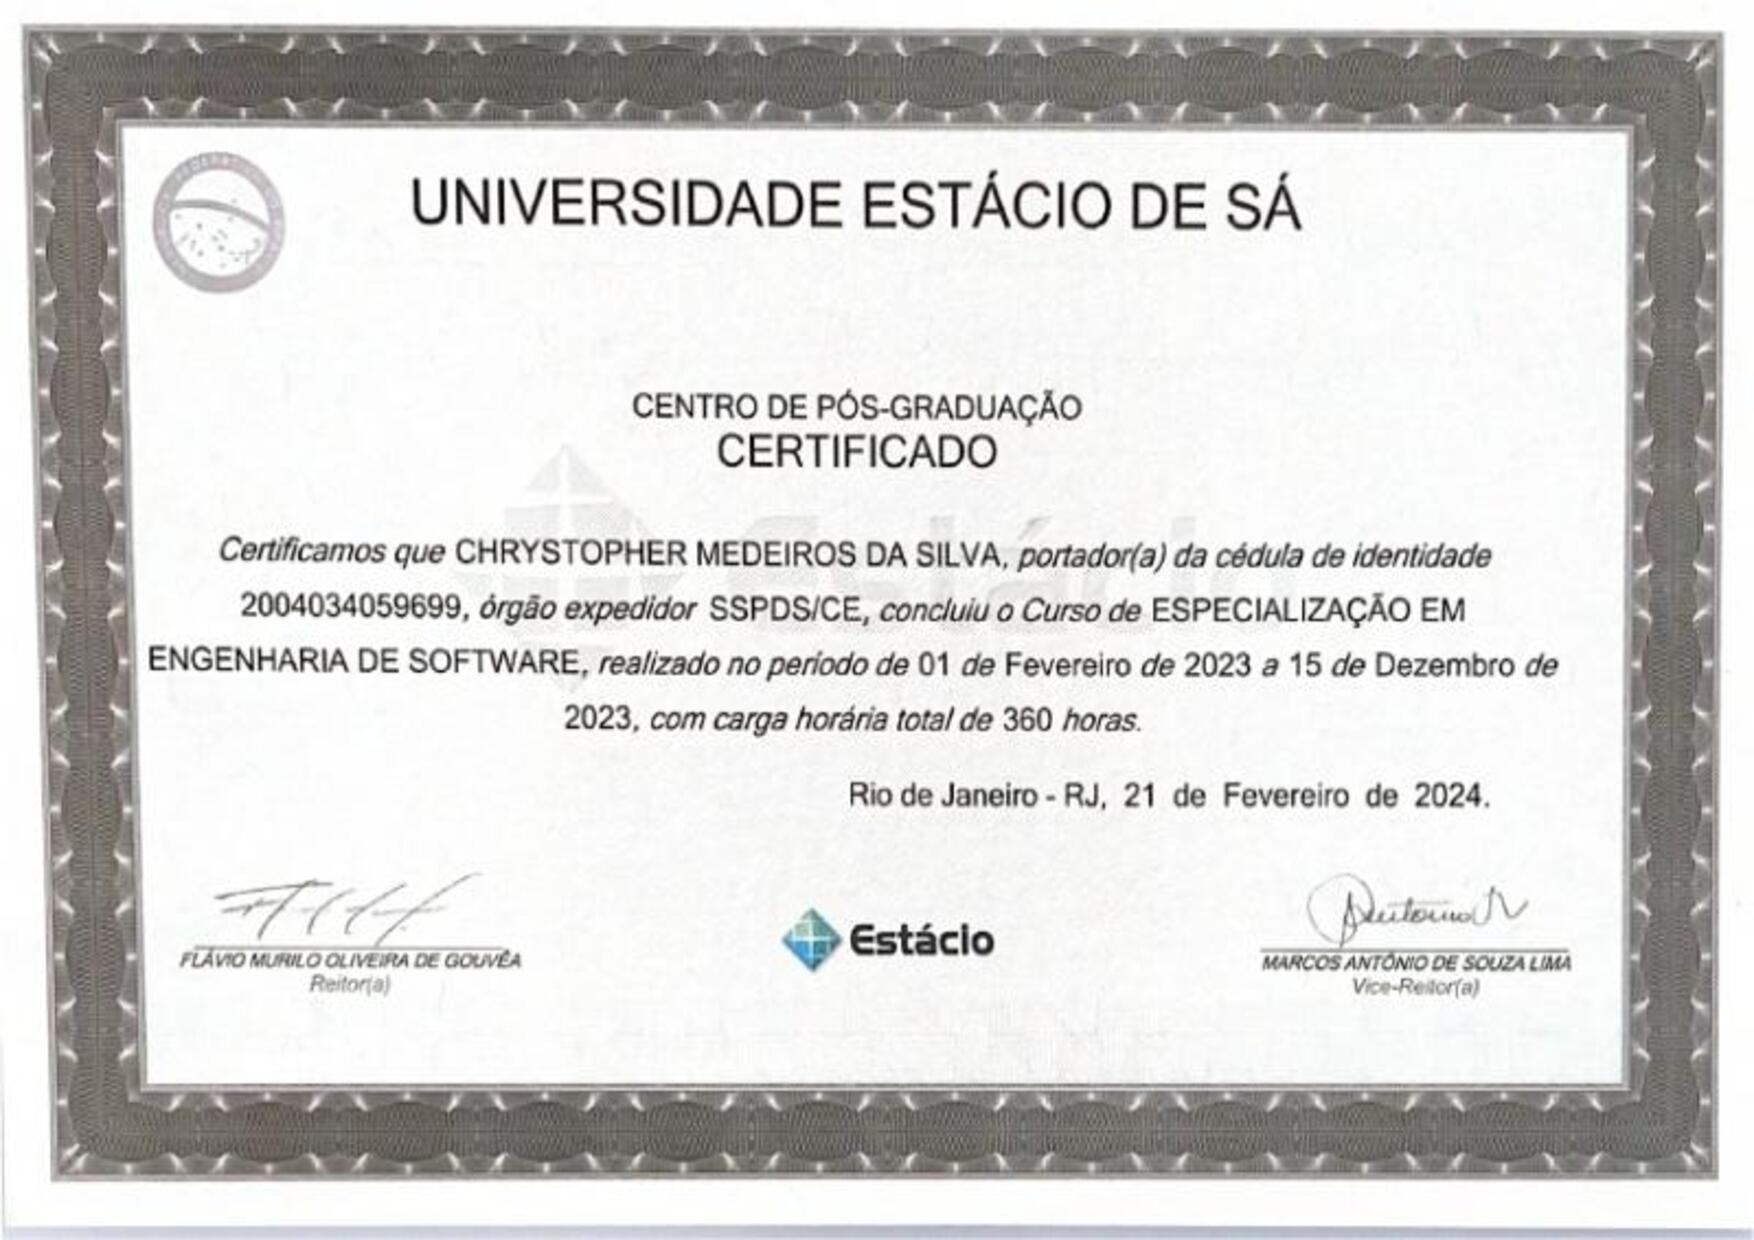 UNIVERSIDADE ESTÁCIO DE SÁ
CENTRO DE PÓS-GRADUAÇÃO
CERTIFICADO
Certificamos que CHRYSTOPHER MEDEIROS DA SILVA, portador(a) da cédula de identidade
2004034059699, órgão expedidor SSPDS/CE, concluiu o Curso de ESPECIALIZAÇÃO EM
ENGENHARIA DE SOFTWARE, realizado no período de 01 de Fevereiro de 2023 a 15 de Dezembro de
2023, com carga horária total de 360 horas.
Rio de Janeiro - RJ, 21 de Fevereiro de 2024.
FLÁVIO MURILO OLIVEIRA DE GOUVÊA
Reitor(a)
Estácio
MARCOS ANTÔNIO DE SOUZA LIMA
Vice-Reitor(a)